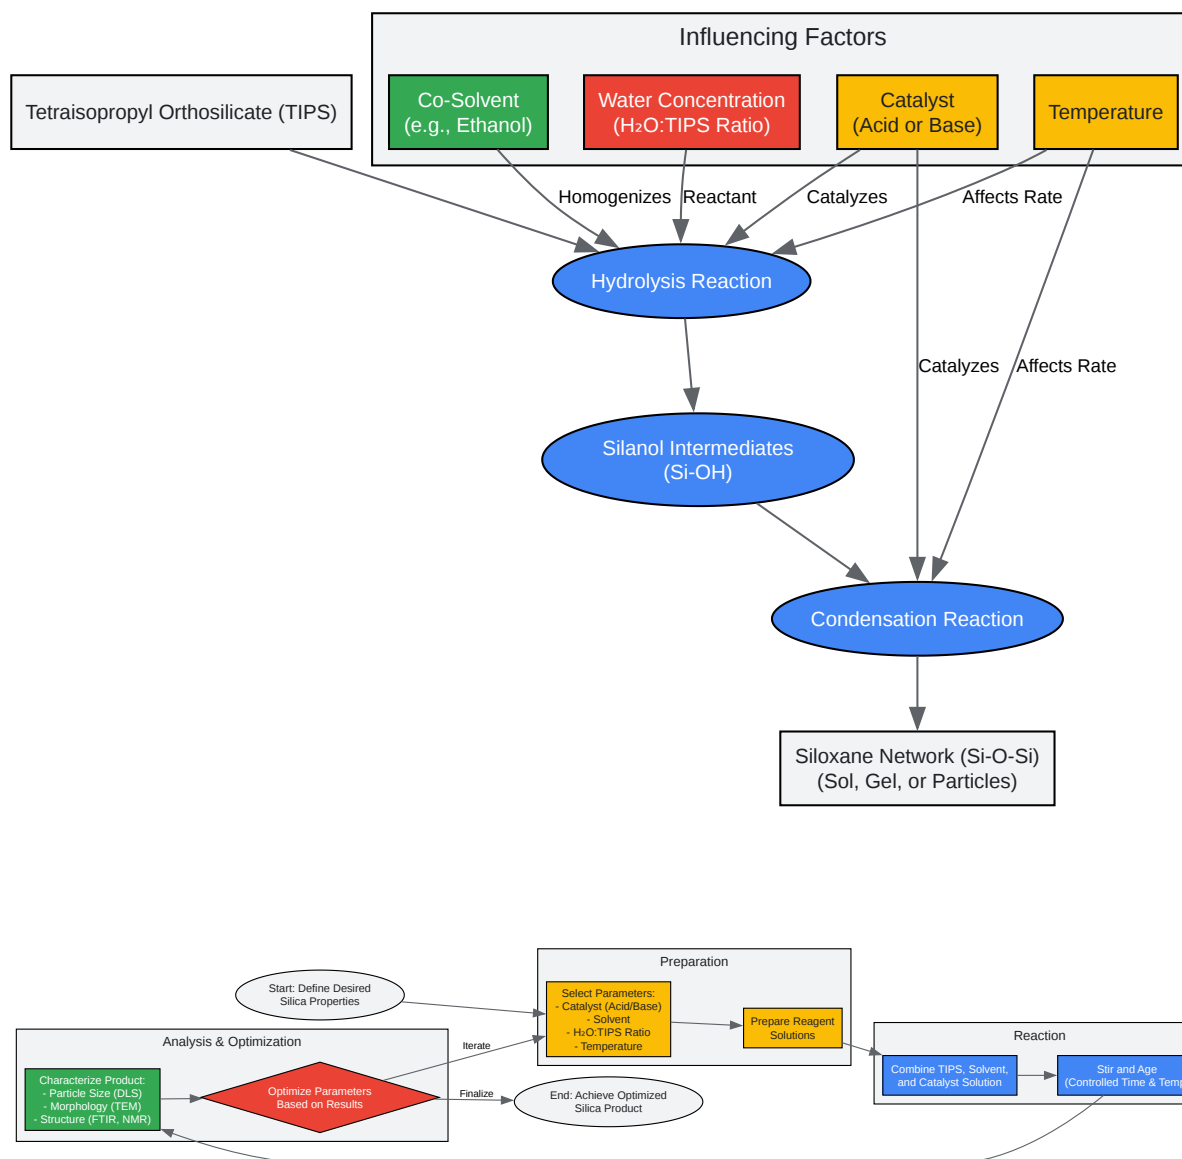 Influencing Factors
Tetraisopropyl Orthosilicate (TIPS)
Co-Solvent
(e.g., Ethanol)
Water Concentration
(H₂O:TIPS Ratio)
Catalyst
(Acid or Base)
Temperature
Homogenizes
Reactant
Catalyzes
Affects Rate
Hydrolysis Reaction
Catalyzes
Affects Rate
Silanol Intermediates
(Si-OH)
Condensation Reaction
Siloxane Network (Si-O-Si)
(Sol, Gel, or Particles)
Start: Define Desired
Silica Properties
Preparation
Select Parameters:
- Catalyst (Acid/Base)
- Solvent
- H₂O:TIPS Ratio
- Temperature
Prepare Reagent
Solutions
Reaction
Combine TIPS, Solvent,
and Catalyst Solution
Stir and Age
(Controlled Time & Temp
Analysis & Optimization
Characterize Product:
- Particle Size (DLS)
- Morphology (TEM)
- Structure (FTIR, NMR)
Optimize Parameters
Based on Results
Iterate
Finalize
End: Achieve Optimized
Silica Product